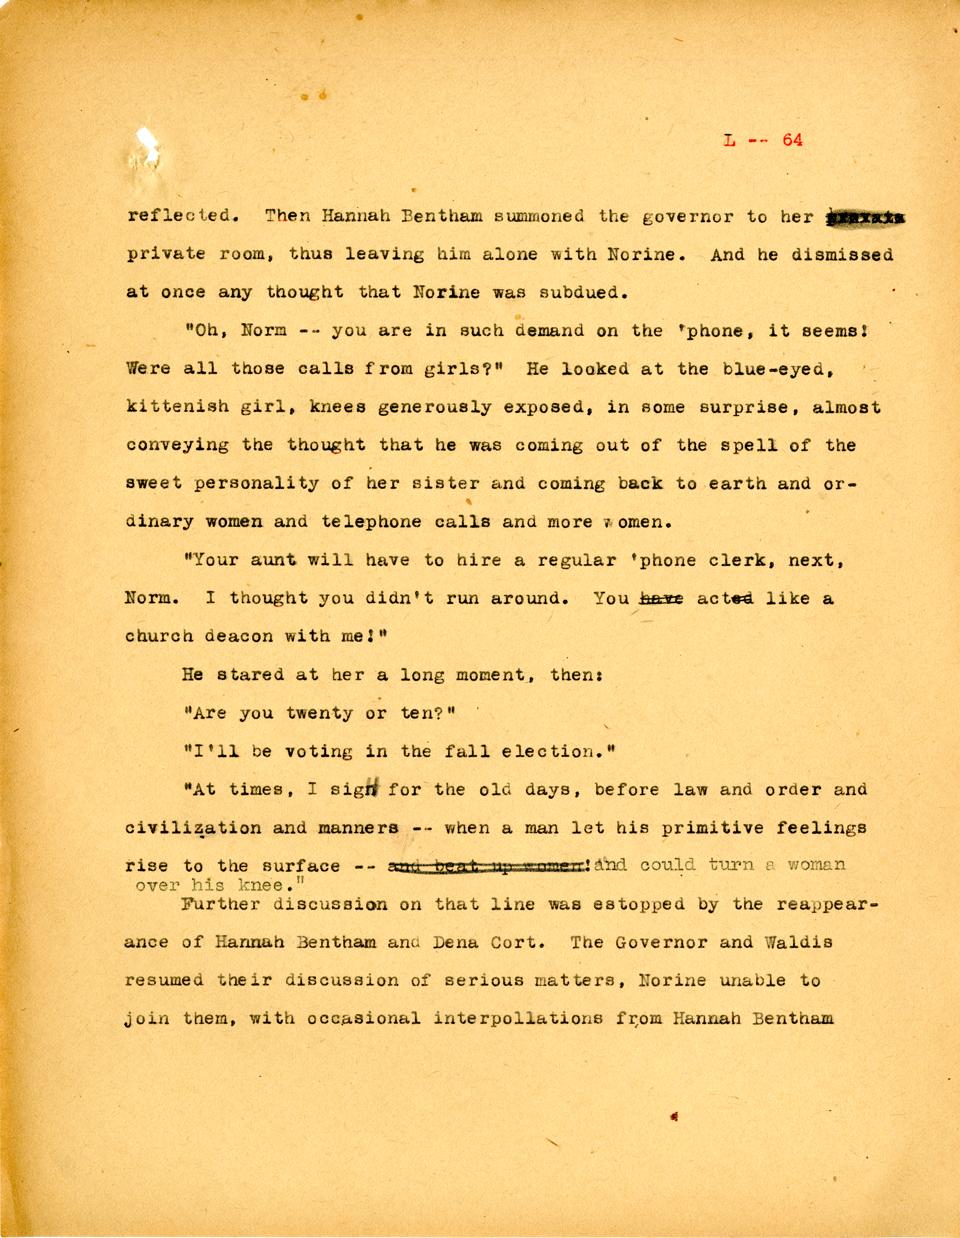 L -- 64
reflected. Then Hannah Bentham summoned the governor to her
private room, thus leaving him alone with Norine. And he dismissed
at once any thought that Norine was subdued.
"Oh, Norm -- you are in such demand on the 'phone, it seems!
Were all those calls from girls?" He looked at the blue-eyed,
kittenish girl, knees generously exposed, in some surprise, almost
conveying the thought that he was coming out of the spell of the
sweet personality of her sister and coming back to earth and or-
dinary women and telephone calls and more women.
"Your aunt will have to hire a regular 'phone clerk, next,
Norm. I thought you didn't run around. You have acted like a
church deacon with me!"
He stared at her a long moment, then:
"Are you twenty or ten?"
"I'll be voting in the fall election."
"At times, I sigH for the old days, before law and order and
civilization and manners -- when a man let his primitive feelings
rise to the surface -- and beat up women! and could turn a woman
over his knee."
Further discussion on that line was estopped by the reappear-
ance of Hannah Bentham and Dena Cort. The Governor and Waldis
resumed their discussion of serious matters, Norine unable to
join them, with occasional interpollations from Hannah Bentham